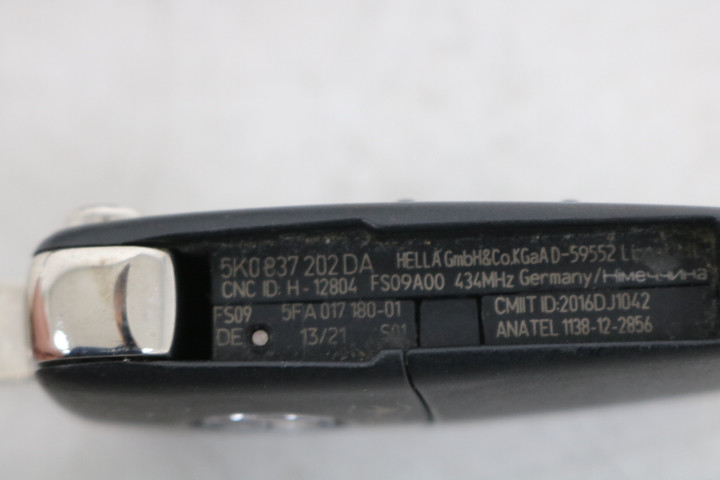 5K0 837 202 DA HELLA GmbH&Co.KGaA D-59552
CNC ID: H-12804 FS09A00 434MHz Germany/Німеччина
FS09 5FA 017 180-01 CMIIT ID:2016DJ1042
DE 13/21 S01 ANATEL 1138-12-2856